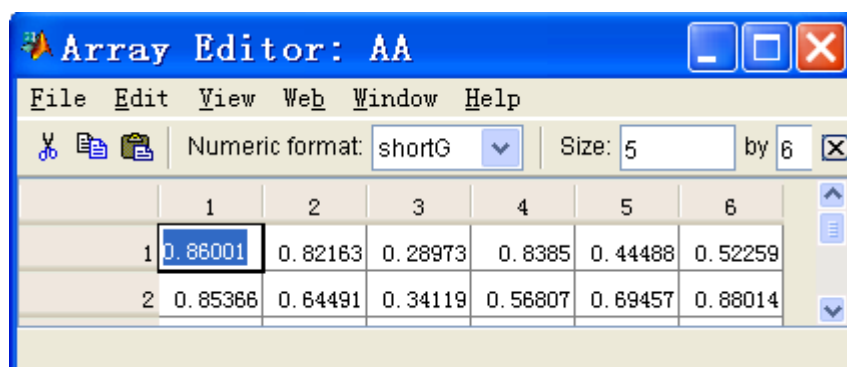 Array Editor: AA
File Edit View Web Window Help
Numeric format: shortG Size: 5 by 6
1 2 3 4 5 6
1 0.86001 0.82163 0.28973 0.8385 0.44488 0.52259
2 0.85366 0.64491 0.34119 0.56807 0.69457 0.88014